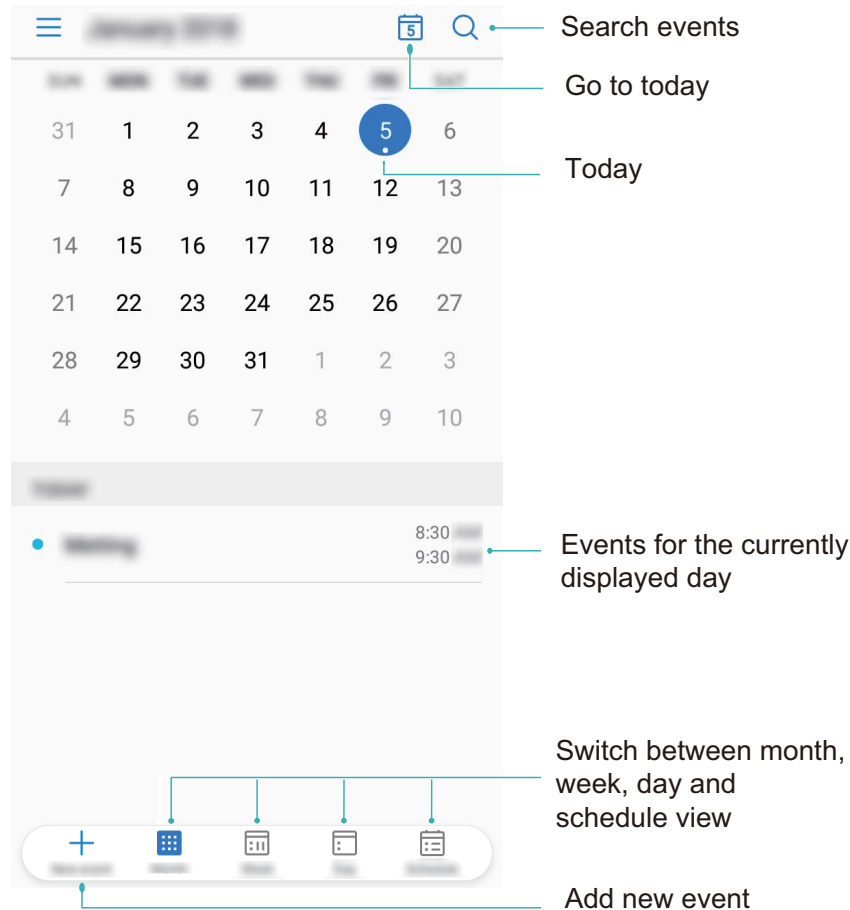 5
Search events
Go to today
31 1 2 3 4 5 6
Today
7 8 9 10 11 12 13
14 15 16 17 18 19 20
21 22 23 24 25 26 27
28 29 30 31 1 2 3
4 5 6 7 8 9 10
8:30
9:30
Events for the currently
displayed day
Switch between month,
week, day and
schedule view
Add new event